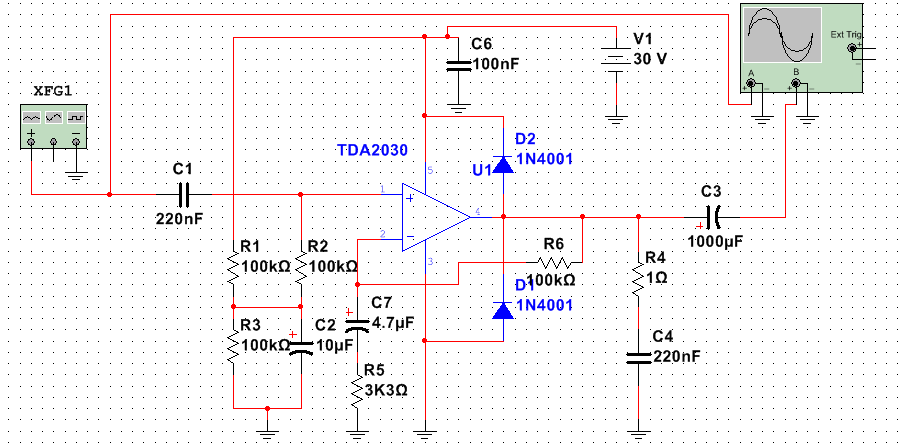 XFG1
C6
100nF
V1
30 V
Ext Trig
A
B
TDA2030
D2
1N4001
U1
5
C1
220nF
1
4
2
3
C3
1000µF
R1
100kΩ
R2
100kΩ
R6
100kΩ
R4
1Ω
D1
1N4001
C7
4.7µF
R3
100kΩ
C2
10µF
C4
220nF
R5
3K3Ω